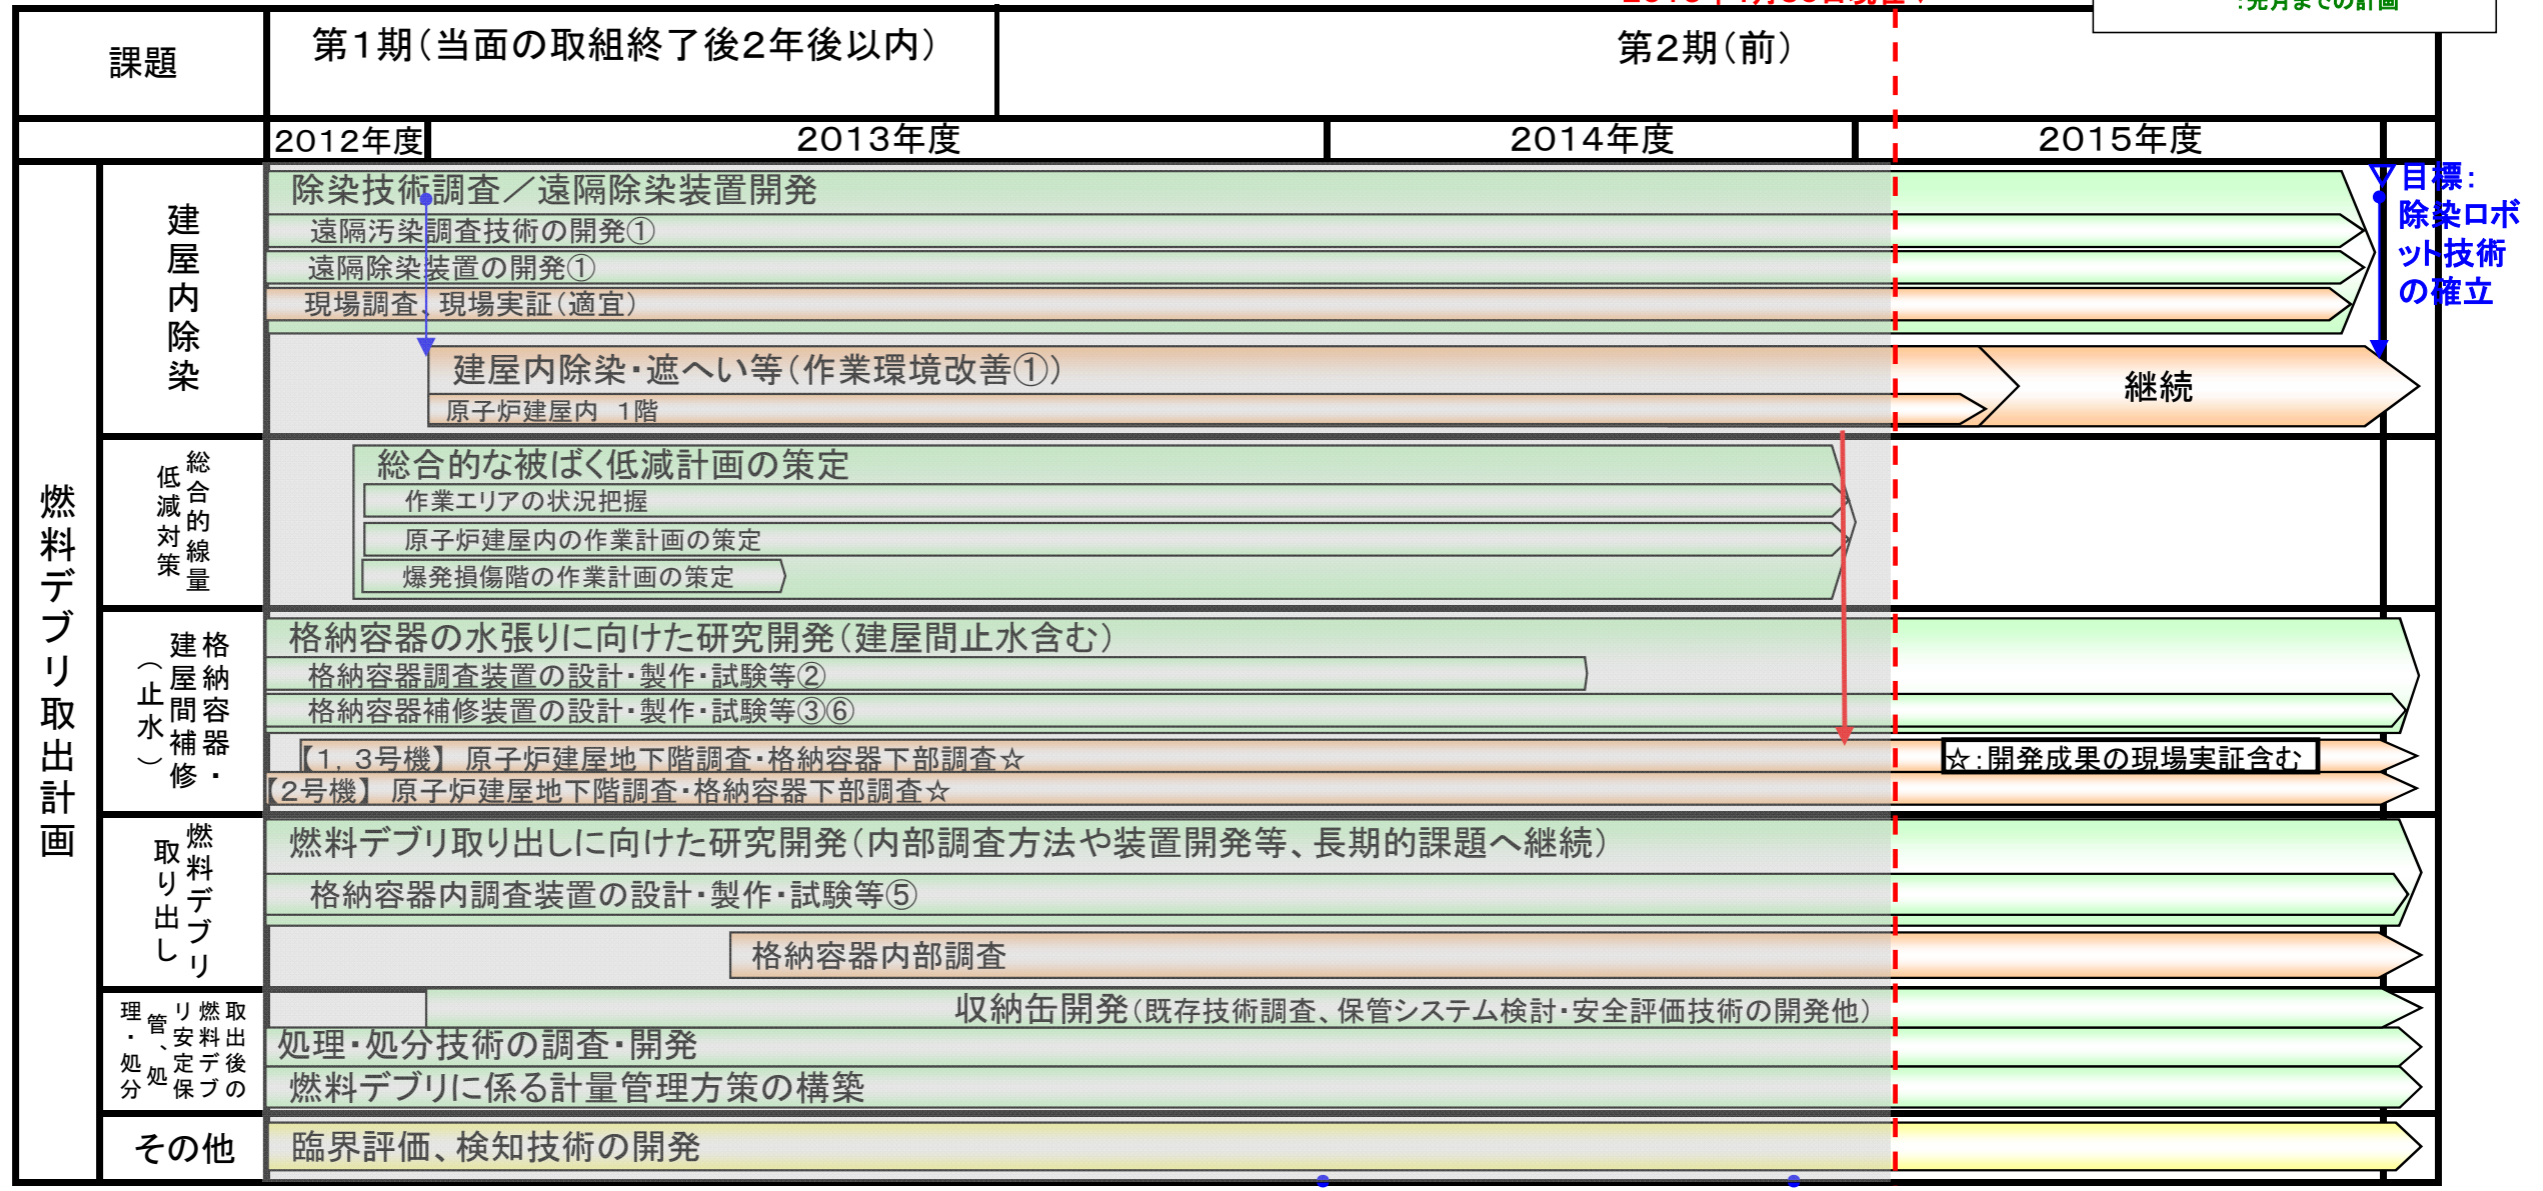 :先月までの計画
課題
第1期(当面の取組終了後2年後以内)
第2期(前)
2012年度
2013年度
2014年度
2015年度
燃料デブリ取出計画
建屋内除染
除染技術調査／遠隔除染装置開発
遠隔汚染調査技術の開発①
遠隔除染装置の開発①
現場調査、現場実証(適宜)
建屋内除染・遮へい等(作業環境改善①)
原子炉建屋内 1階
継続
▽目標:
除染ロボ
ット技術
の確立
総合的線量
低減対策
総合的な被ばく低減計画の策定
作業エリアの状況把握
原子炉建屋内の作業計画の策定
爆発損傷階の作業計画の策定
格納容器・
建屋間補修
(止水)
格納容器の水張りに向けた研究開発(建屋間止水含む)
格納容器調査装置の設計・製作・試験等②
格納容器補修装置の設計・製作・試験等③⑥
【1，3号機】原子炉建屋地下階調査・格納容器下部調査☆
☆:開発成果の現場実証含む
【2号機】原子炉建屋地下階調査・格納容器下部調査☆
燃料デブリ
取り出し
燃料デブリ取り出しに向けた研究開発(内部調査方法や装置開発等、長期的課題へ継続)
格納容器内調査装置の設計・製作・試験等⑤
格納容器内部調査
取出後の
燃料デブ
リ安定保
管、処
理・処分
収納缶開発(既存技術調査、保管システム検討・安全評価技術の開発他)
処理・処分技術の調査・開発
燃料デブリに係る計量管理方策の構築
その他
臨界評価、検知技術の開発